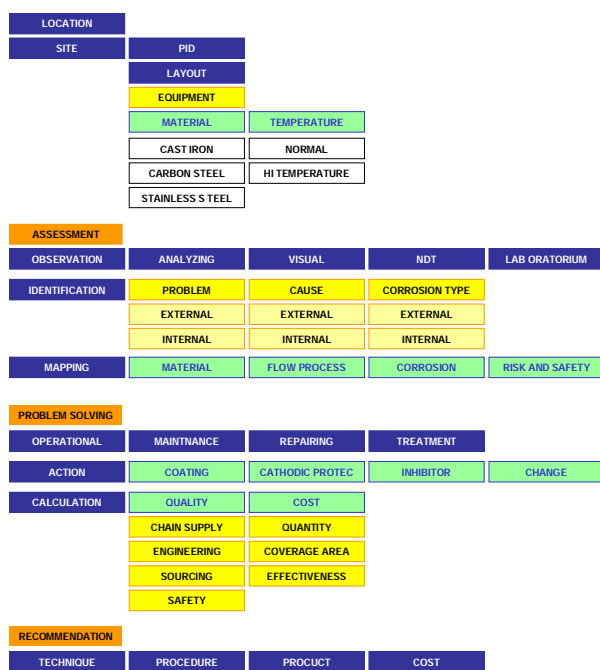 LOCATION
SITE PID
LAYOUT
EQUIPMENT
MATERIAL TEMPERATURE
CAST IRON NORMAL
CARBON STEEL HI TEMPERATURE
STAINLESS S TEEL
ASSESSMENT
OBSERVATION ANALYZING VISUAL NDT LAB ORATORIUM
IDENTIFICATION PROBLEM CAUSE CORROSION TYPE
EXTERNAL EXTERNAL EXTERNAL
INTERNAL INTERNAL INTERNAL
MAPPING MATERIAL FLOW PROCESS CORROSION RISK AND SAFETY
PROBLEM SOLVING
OPERATIONAL MAINTNANCE REPAIRING TREATMENT
ACTION COATING CATHODIC PROTEC INHIBITOR CHANGE
CALCULATION QUALITY COST
CHAIN SUPPLY QUANTITY
ENGINEERING COVERAGE AREA
SOURCING EFFECTIVENESS
SAFETY
RECOMMENDATION
TECHNIQUE PROCEDURE PROCUCT COST